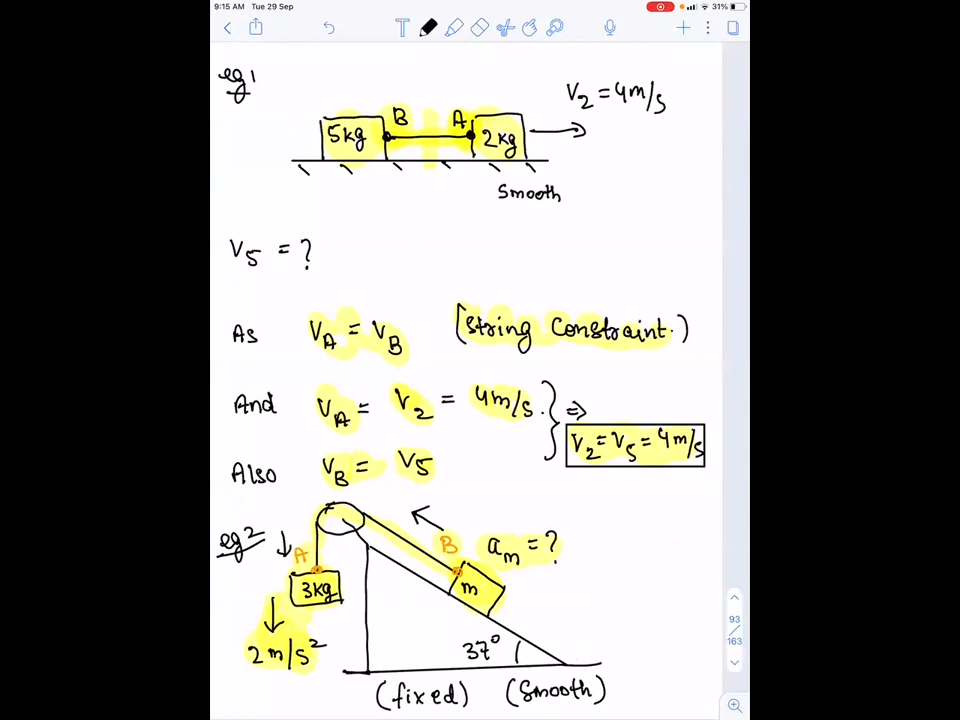 9:15 AM Tue 29 Sep
31%
eg 1
V2 = 4m/s
B A
5kg 2kg
Smooth
V5 = ?
As VA = VB (string Constraint.)
And VA = V2 = 4m/s. } ⇒
V2 = V5 = 4m/s
Also VB = V5
eg 2
A B am = ?
3kg m
2m/s²
37°
(fixed) (Smooth)
93
/
163